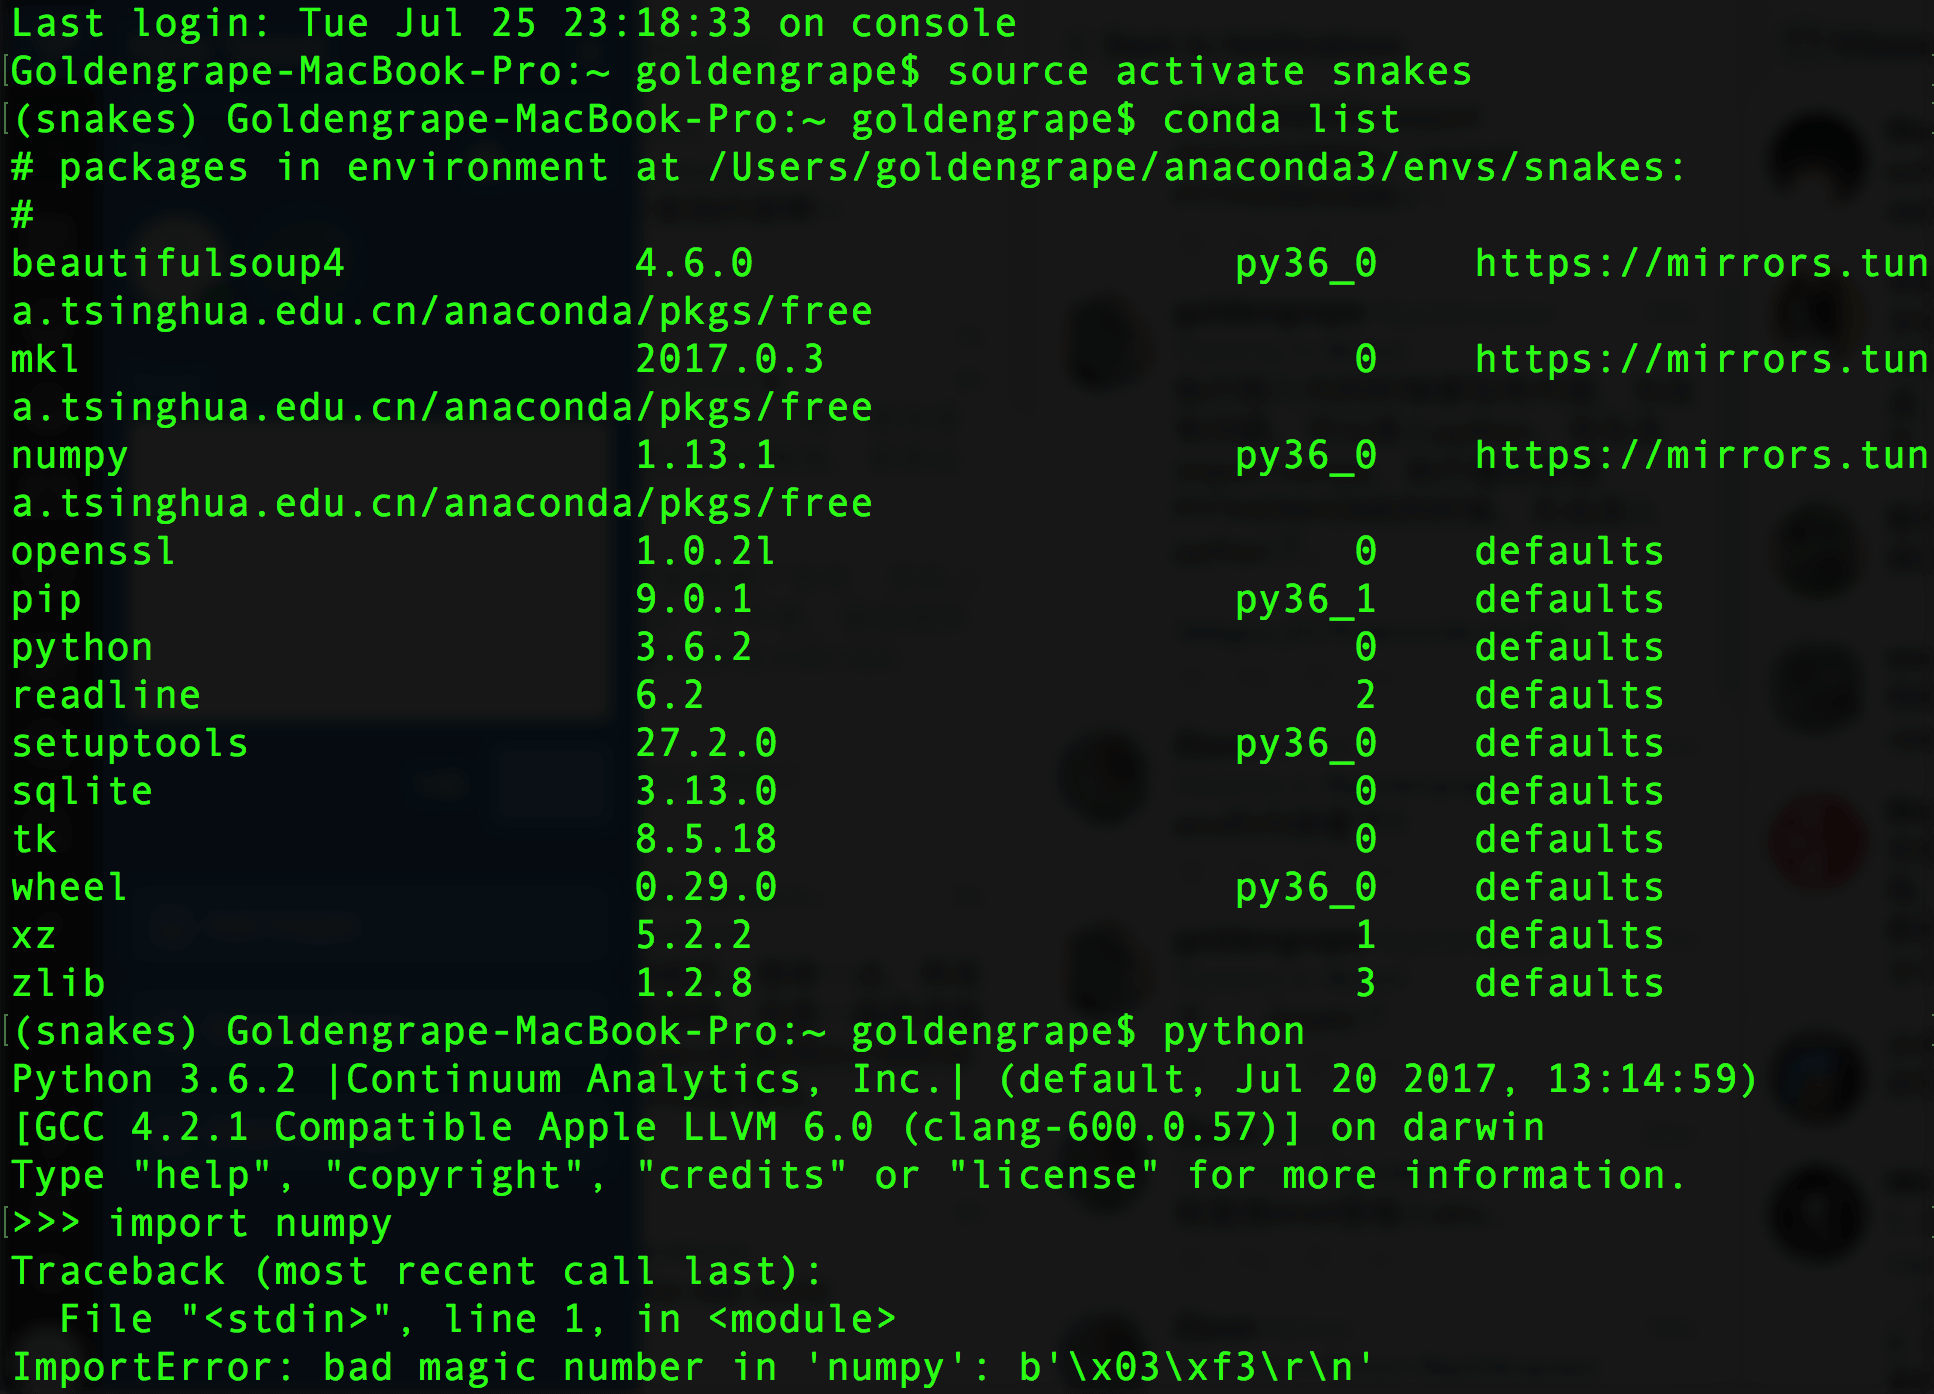 Last login: Tue Jul 25 23:18:33 on console
Goldengrape-MacBook-Pro:~ goldengrape$ source activate snakes
(snakes) Goldengrape-MacBook-Pro:~ goldengrape$ conda list
# packages in environment at /Users/goldengrape/anaconda3/envs/snakes:
#
beautifulsoup4 4.6.0 py36_0 https://mirrors.tun
a.tsinghua.edu.cn/anaconda/pkgs/free
mkl 2017.0.3 0 https://mirrors.tun
a.tsinghua.edu.cn/anaconda/pkgs/free
numpy 1.13.1 py36_0 https://mirrors.tun
a.tsinghua.edu.cn/anaconda/pkgs/free
openssl 1.0.2l 0 defaults
pip 9.0.1 py36_1 defaults
python 3.6.2 0 defaults
readline 6.2 2 defaults
setuptools 27.2.0 py36_0 defaults
sqlite 3.13.0 0 defaults
tk 8.5.18 0 defaults
wheel 0.29.0 py36_0 defaults
xz 5.2.2 1 defaults
zlib 1.2.8 3 defaults
(snakes) Goldengrape-MacBook-Pro:~ goldengrape$ python
Python 3.6.2 |Continuum Analytics, Inc.| (default, Jul 20 2017, 13:14:59)
[GCC 4.2.1 Compatible Apple LLVM 6.0 (clang-600.0.57)] on darwin
Type "help", "copyright", "credits" or "license" for more information.
>>> import numpy
Traceback (most recent call last):
  File "<stdin>", line 1, in <module>
ImportError: bad magic number in 'numpy': b'\x03\xf3\r\n'